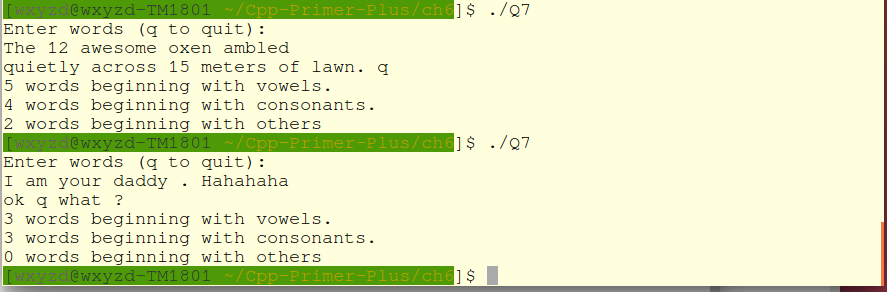 [wxyzd@wxyzd-TM1801 ~/Cpp-Primer-Plus/ch6]$ ./Q7
Enter words (q to quit):
The 12 awesome oxen ambled
quietly across 15 meters of lawn. q
5 words beginning with vowels.
4 words beginning with consonants.
2 words beginning with others
[wxyzd@wxyzd-TM1801 ~/Cpp-Primer-Plus/ch6]$ ./Q7
Enter words (q to quit):
I am your daddy . Hahahaha
ok q what ?
3 words beginning with vowels.
3 words beginning with consonants.
0 words beginning with others
[wxyzd@wxyzd-TM1801 ~/Cpp-Primer-Plus/ch6]$